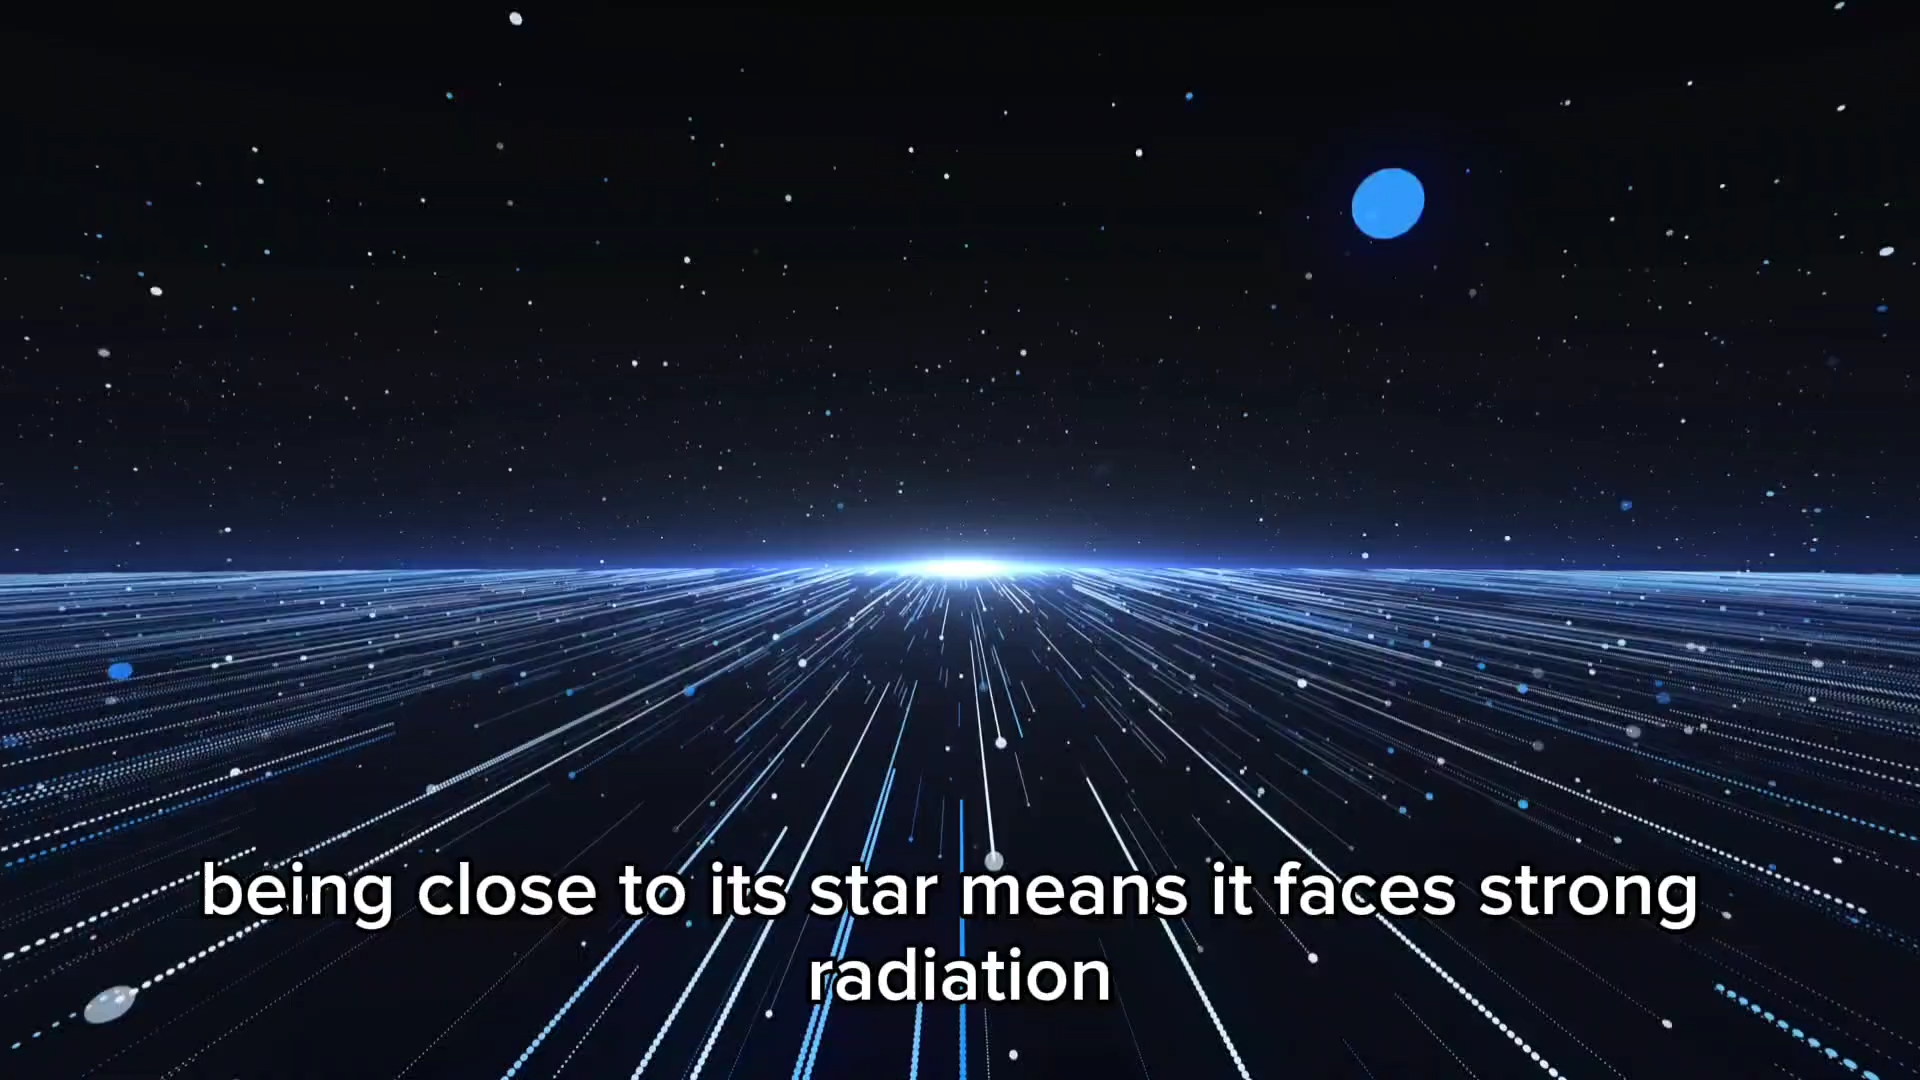 being close to its star means it faces strong
radiation